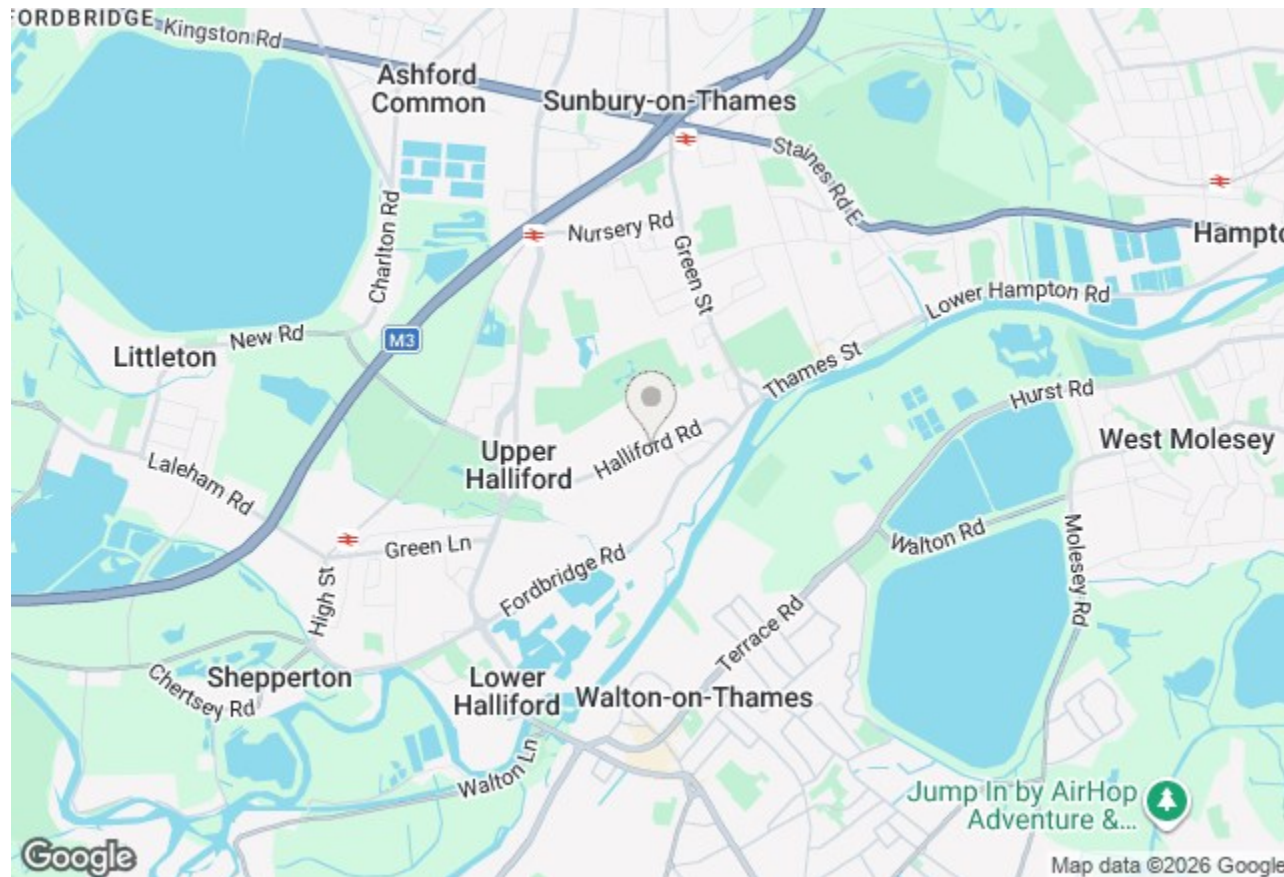 FORDBRIDGE
Kingston Rd
Ashford
Common
Sunbury-on-Thames
Staines Rd E
Charlton Rd
Nursery Rd
Green St
Hampto
Lower Hampton Rd
M3
New Rd
Littleton
Thames St
Hurst Rd
West Molesey
Halliford Rd
Upper
Halliford
Laleham Rd
Green Ln
Walton Rd
Molesey Rd
Fordbridge Rd
High St
Terrace Rd
Shepperton
Chertsey Rd
Lower
Halliford
Walton-on-Thames
Walton Ln
Jump In by AirHop
Adventure &...
Google
Map data ©2026 Google